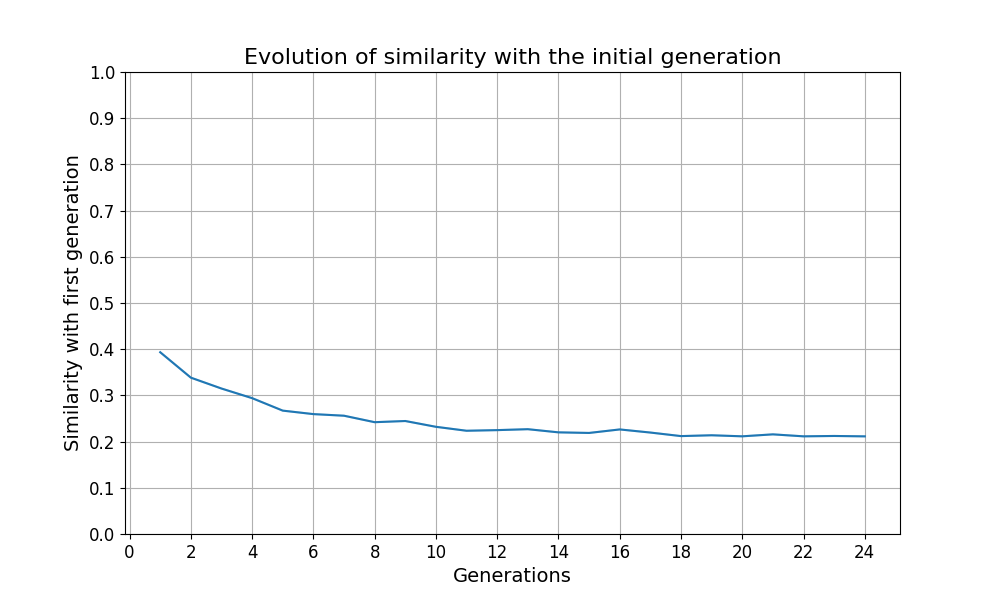 Evolution of similarity with the initial generation
1.0
0.9
0.8
0.7
0.6
0.5
0.4
0.3
0.2
0.1
0.0
Similarity with first generation
0 2 4 6 8 10 12 14 16 18 20 22 24
Generations